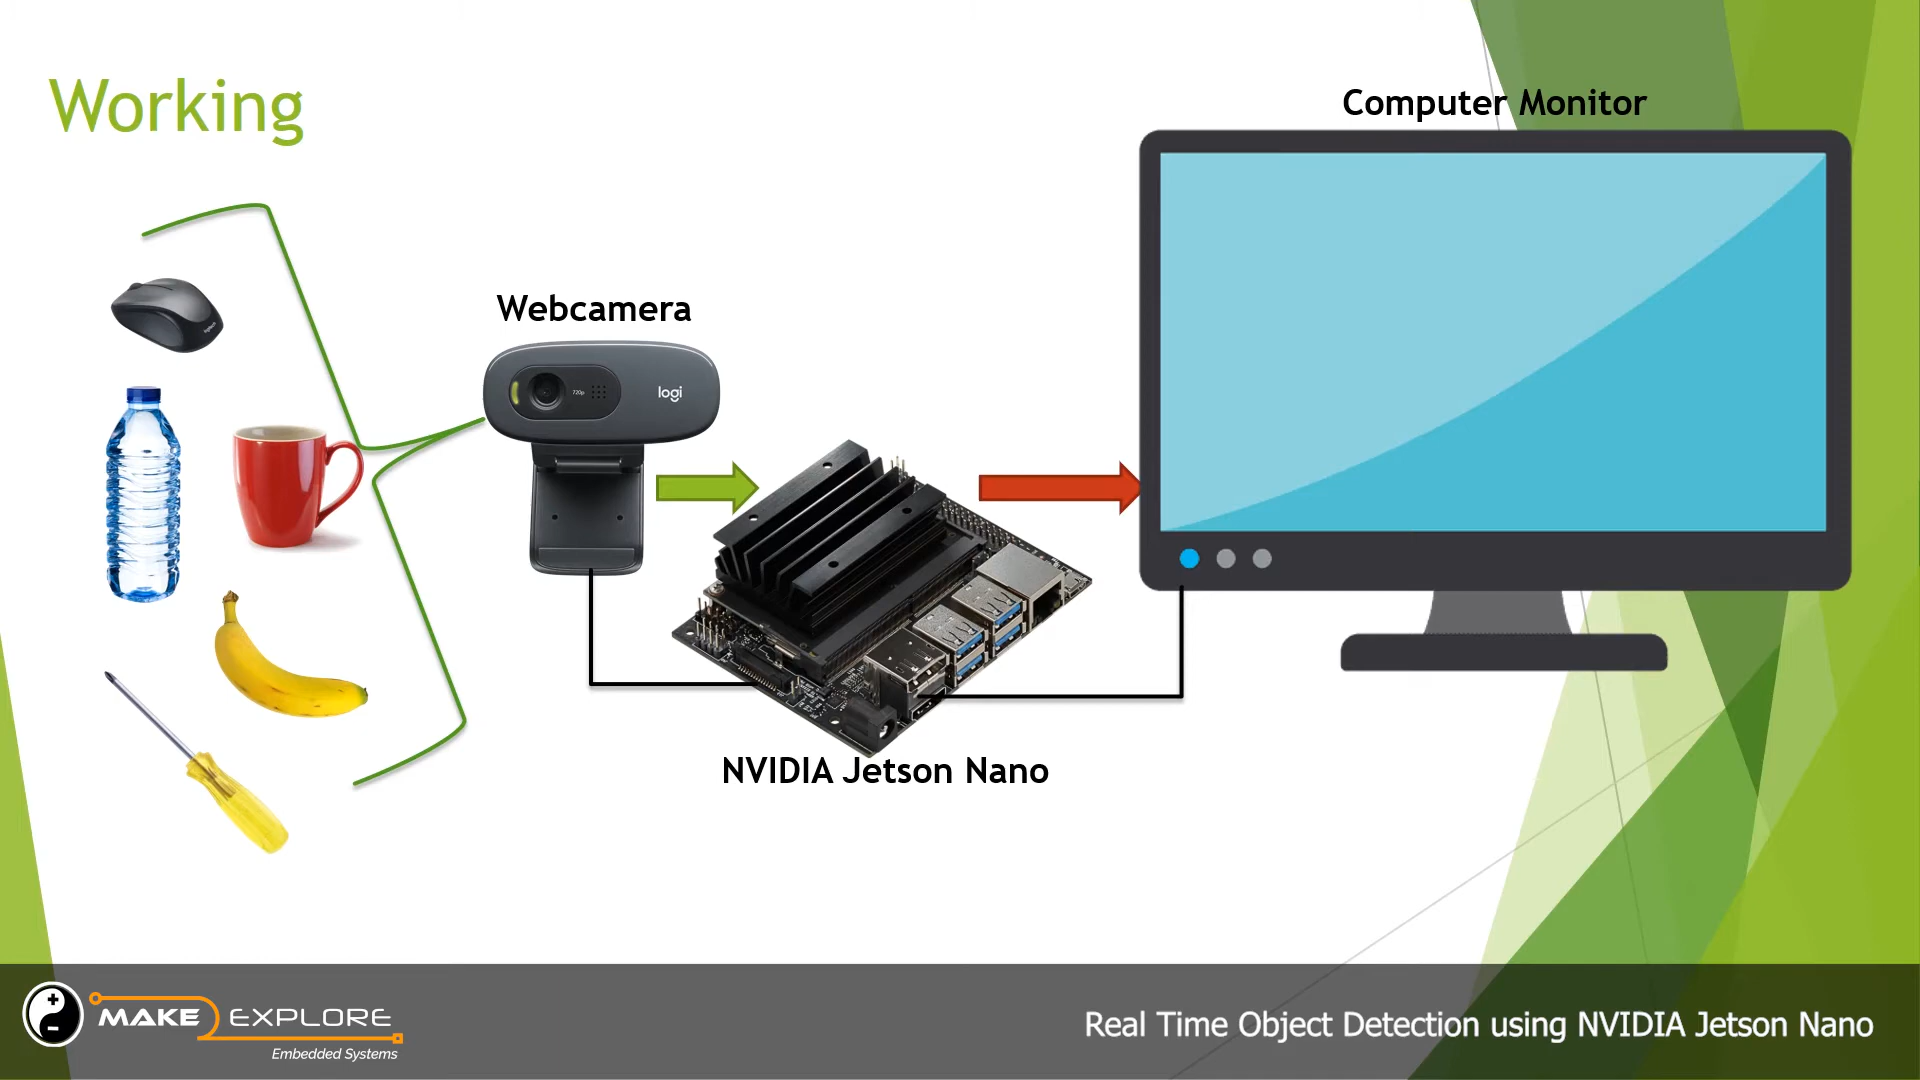 Working
Computer Monitor
Webcamera
720p
logi
NVIDIA Jetson Nano
MAKE EXPLORE
Embedded Systems
Real Time Object Detection using NVIDIA Jetson Nano